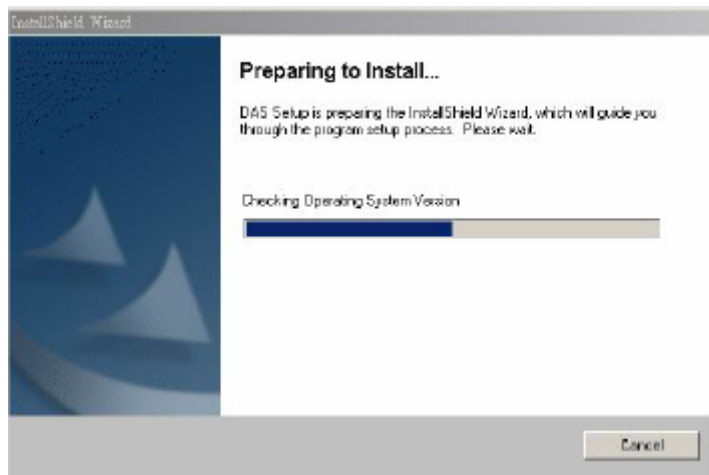 InstallShield Wizard
Preparing to Install...
DAS Setup is preparing the InstallShield Wizard, which will guide you
through the program setup process. Please wait.
Checking Operating System Version
Cancel